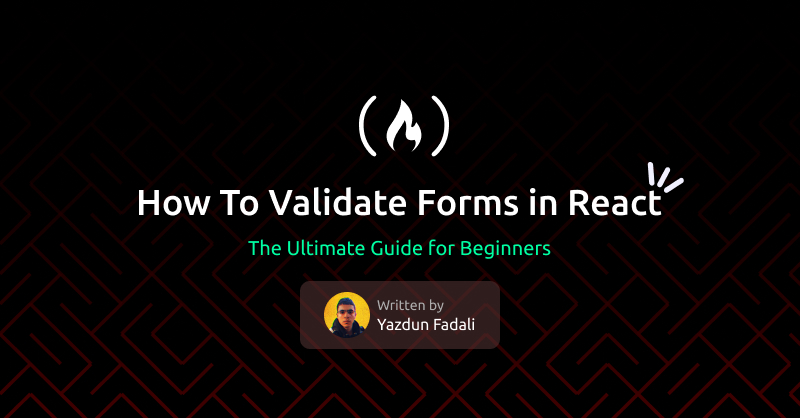 How To Validate Forms in React
The Ultimate Guide for Beginners
Written by
Yazdun Fadali